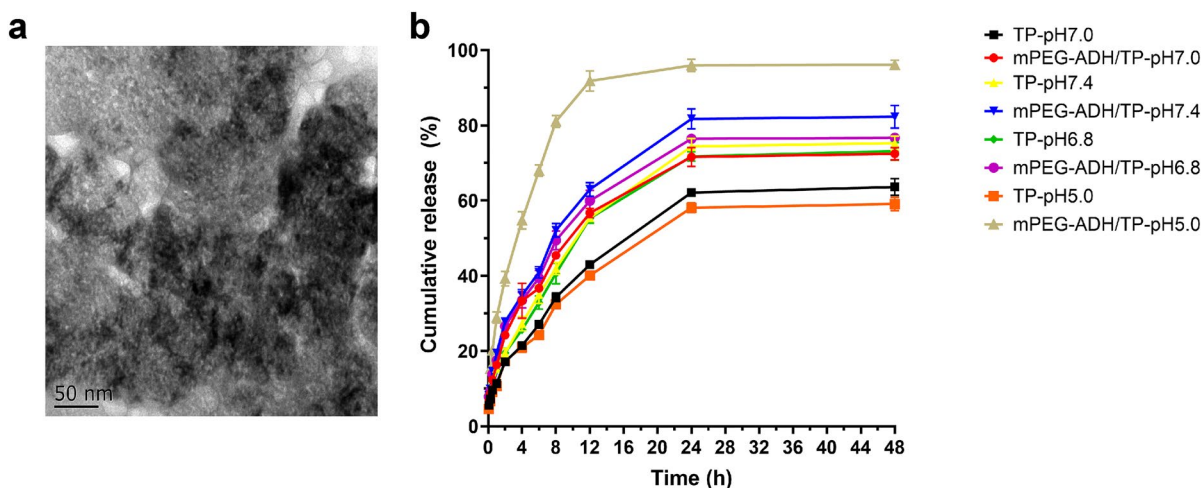 a
50 nm
b
Cumulative release (%)
100
80
60
40
20
0
0 4 8 12 16 20 24 28 32 36 40 44 48
Time (h)
TP-pH7.0
mPEG-ADH/TP-pH7.0
TP-pH7.4
mPEG-ADH/TP-pH7.4
TP-pH6.8
mPEG-ADH/TP-pH6.8
TP-pH5.0
mPEG-ADH/TP-pH5.0